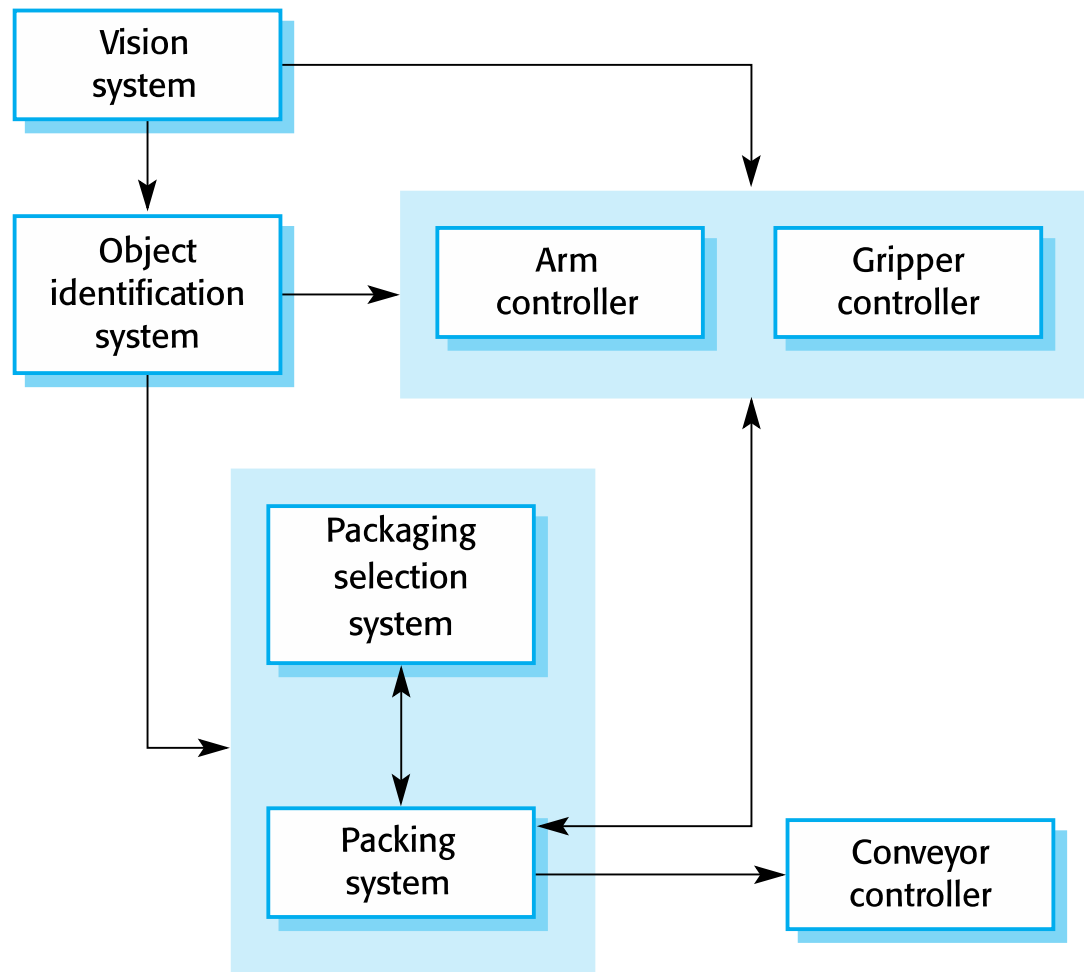 Vision
system
Object
identification
system
Arm
controller
Gripper
controller
Packaging
selection
system
Packing
system
Conveyor
controller